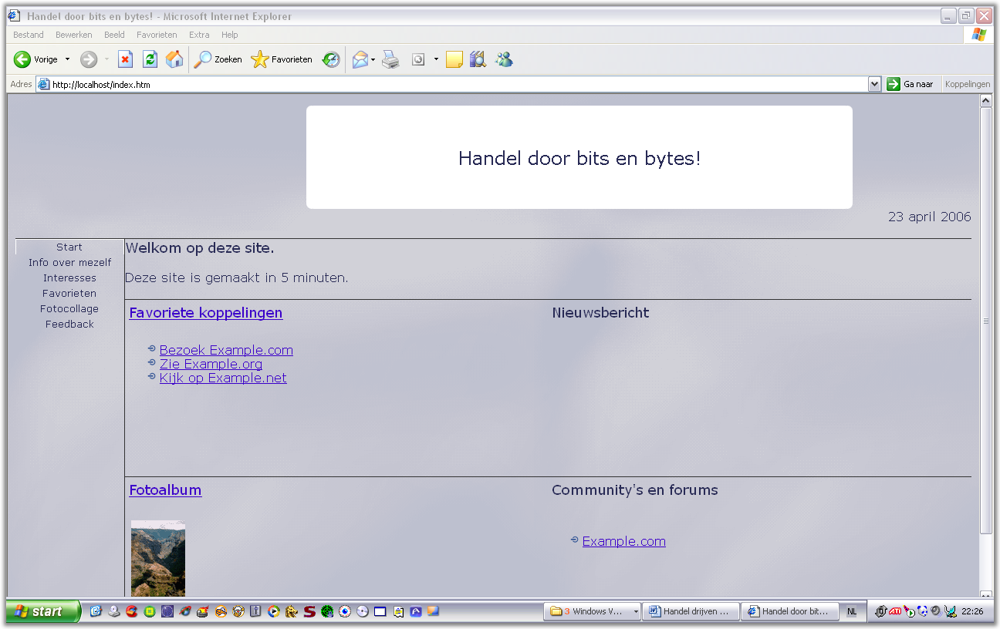 Handel door bits en bytes! - Microsoft Internet Explorer
Bestand Bewerken Beeld Favorieten Extra Help
Vorige Zoeken Favorieten
Adres http://localhost/index.htm Ga naar Koppelingen
Handel door bits en bytes!
23 april 2006
Start
Info over mezelf
Interesses
Favorieten
Fotocollage
Feedback
Welkom op deze site.
Deze site is gemaakt in 5 minuten.
Favoriete koppelingen
Bezoek Example.com
Zie Example.org
Kijk op Example.net
Nieuwsbericht
Fotoalbum
Community's en forums
Example.com
start 3 Windows V... Handel drijven ... Handel door bit... NL 22:26